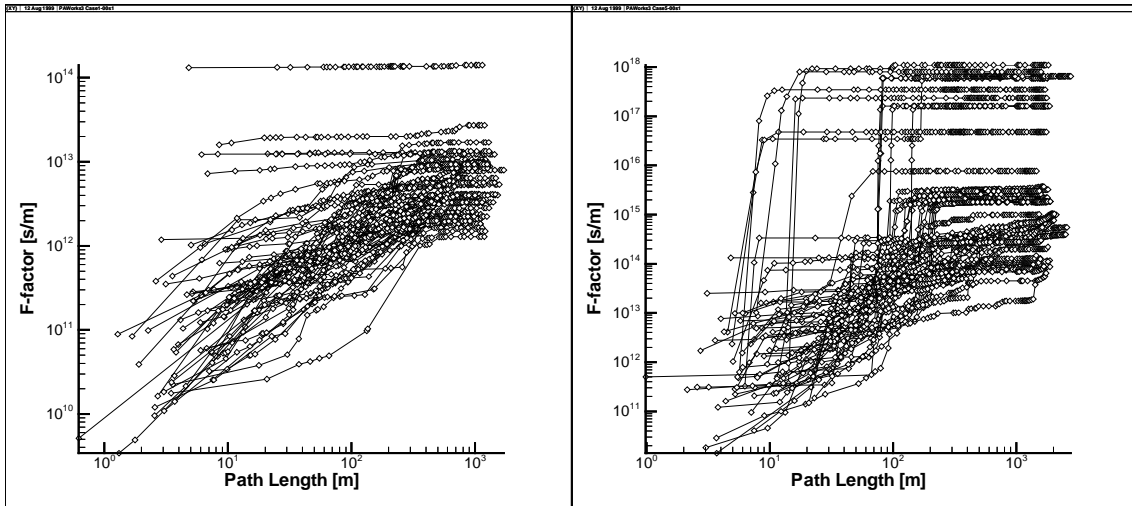 (XY) | 12 Aug 1999 | PAWorks3 Case1-00s1
10^14
10^13
10^12
10^11
10^10
F-factor [s/m]
10^0 10^1 10^2 10^3
Path Length [m]
(XY) | 12 Aug 1999 | PAWorks3 Case5-00s1
10^18
10^17
10^16
10^15
10^14
10^13
10^12
10^11
F-factor [s/m]
10^0 10^1 10^2 10^3
Path Length [m]